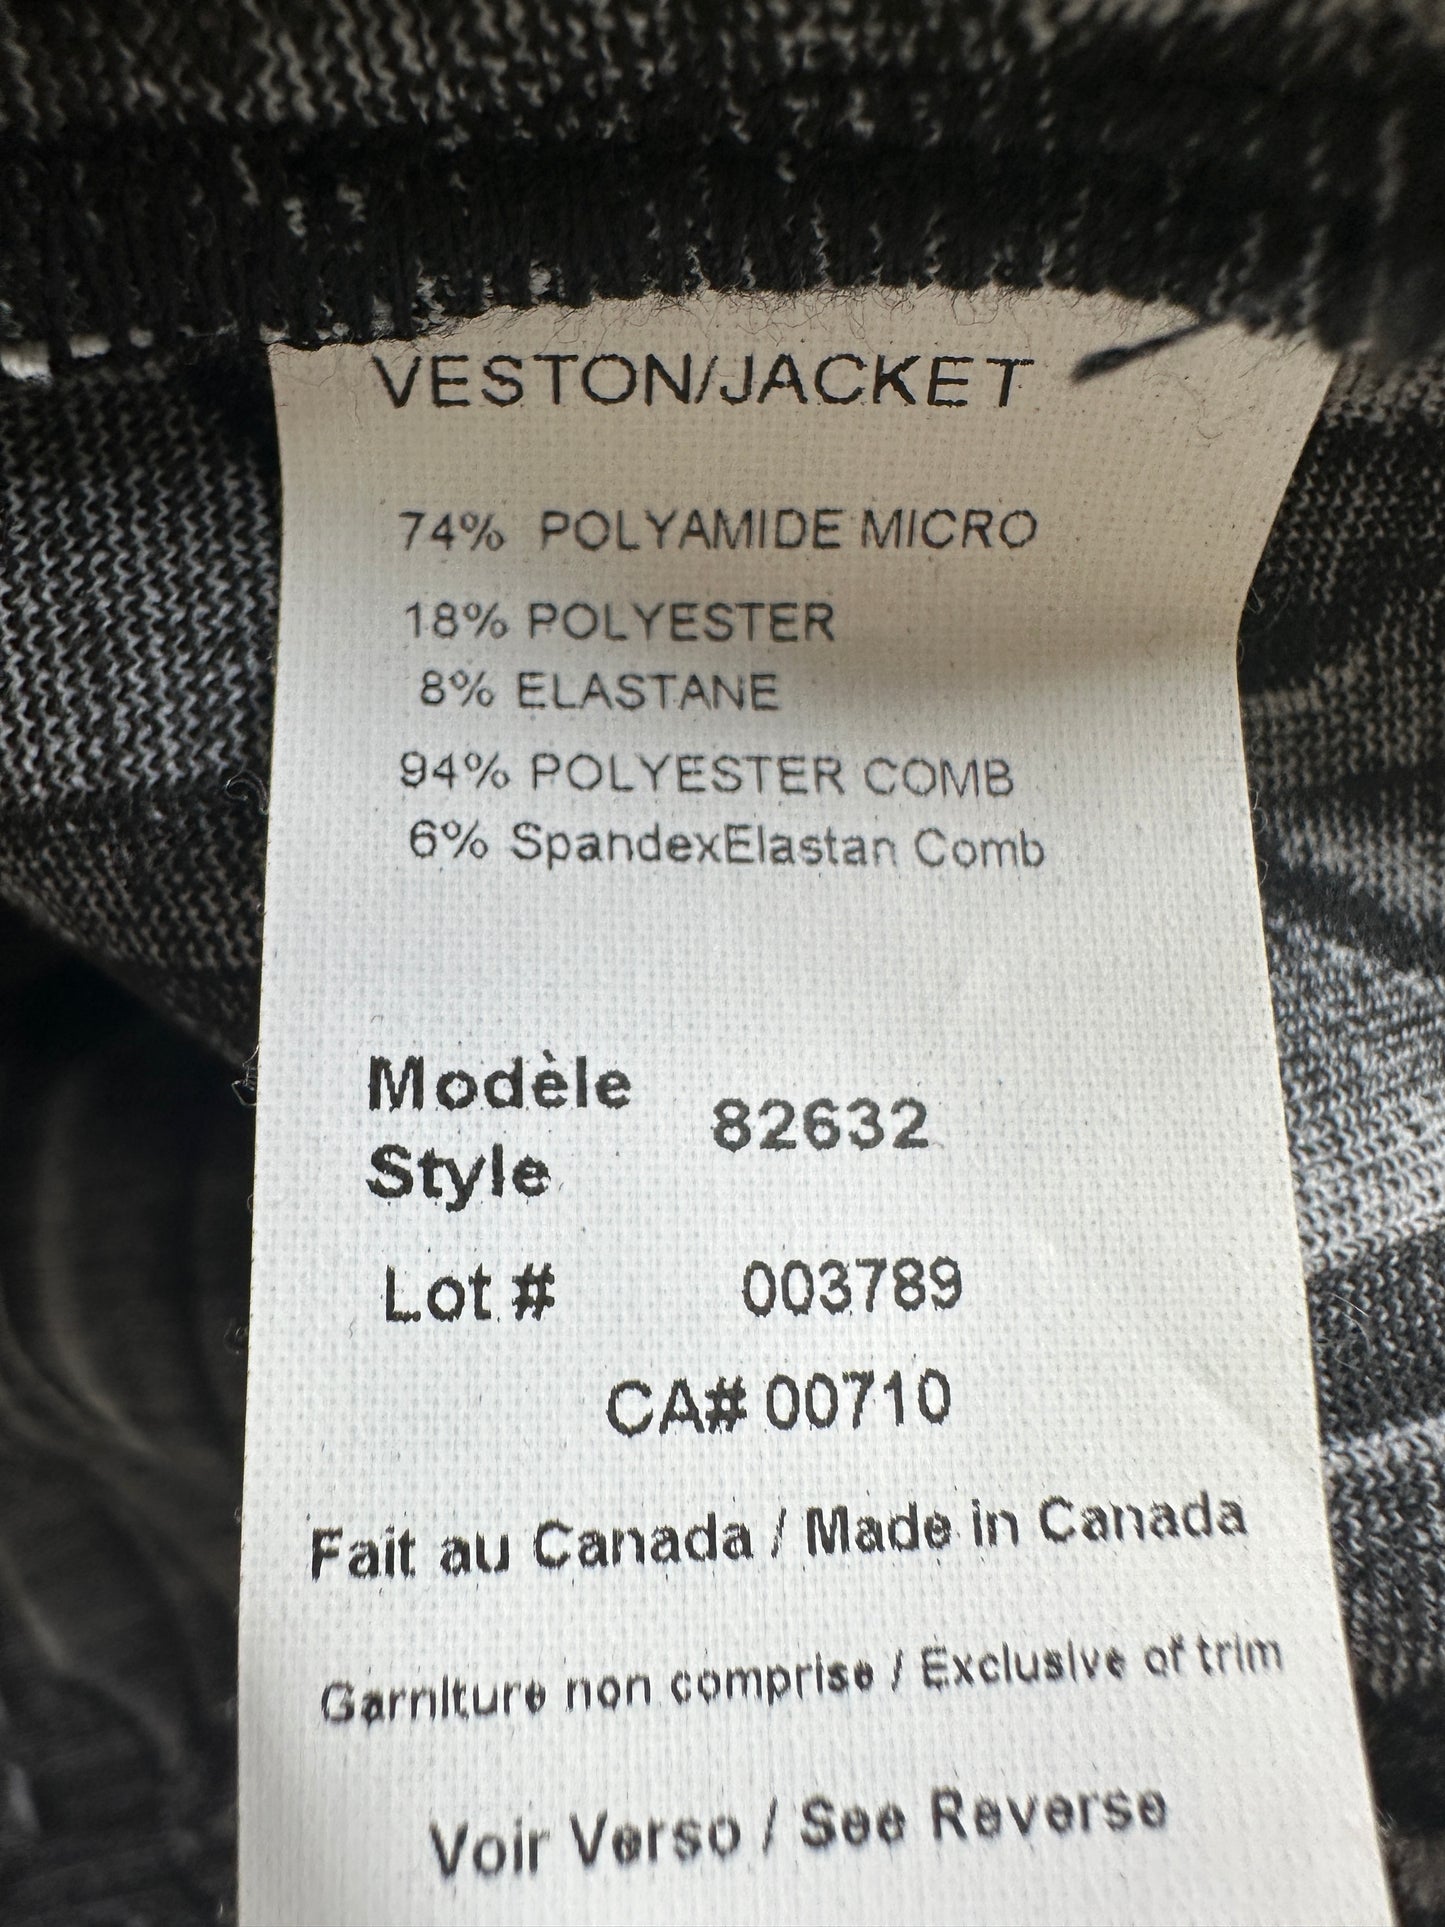 VESTON/JACKET
74% POLYAMIDE MICRO
18% POLYESTER
8% ELASTANE
94% POLYESTER COMB
6% SpandexElastan Comb
Modèle
Style 82632
Lot # 003789
CA# 00710
Fait au Canada / Made in Canada
Garniture non comprise / Exclusive of trim
Voir Verso / See Reverse